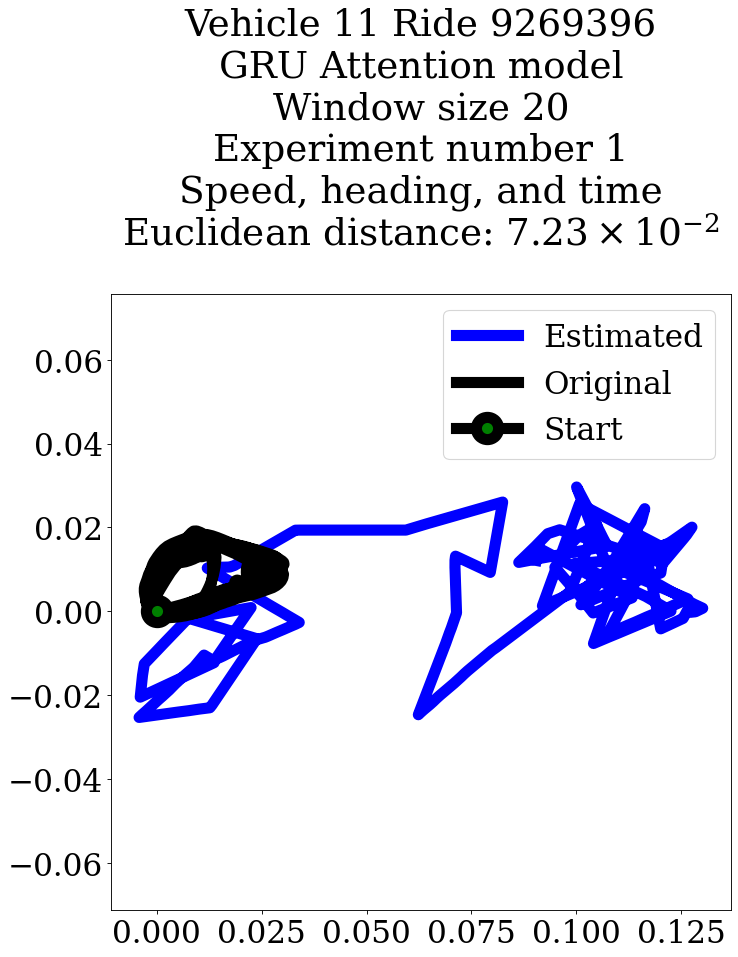 Vehicle 11 Ride 9269396
GRU Attention model
Window size 20
Experiment number 1
Speed, heading, and time
Euclidean distance: 7.23 × 10⁻²
Estimated
Original
Start
0.06
0.04
0.02
0.00
−0.02
−0.04
−0.06
0.000 0.025 0.050 0.075 0.100 0.125